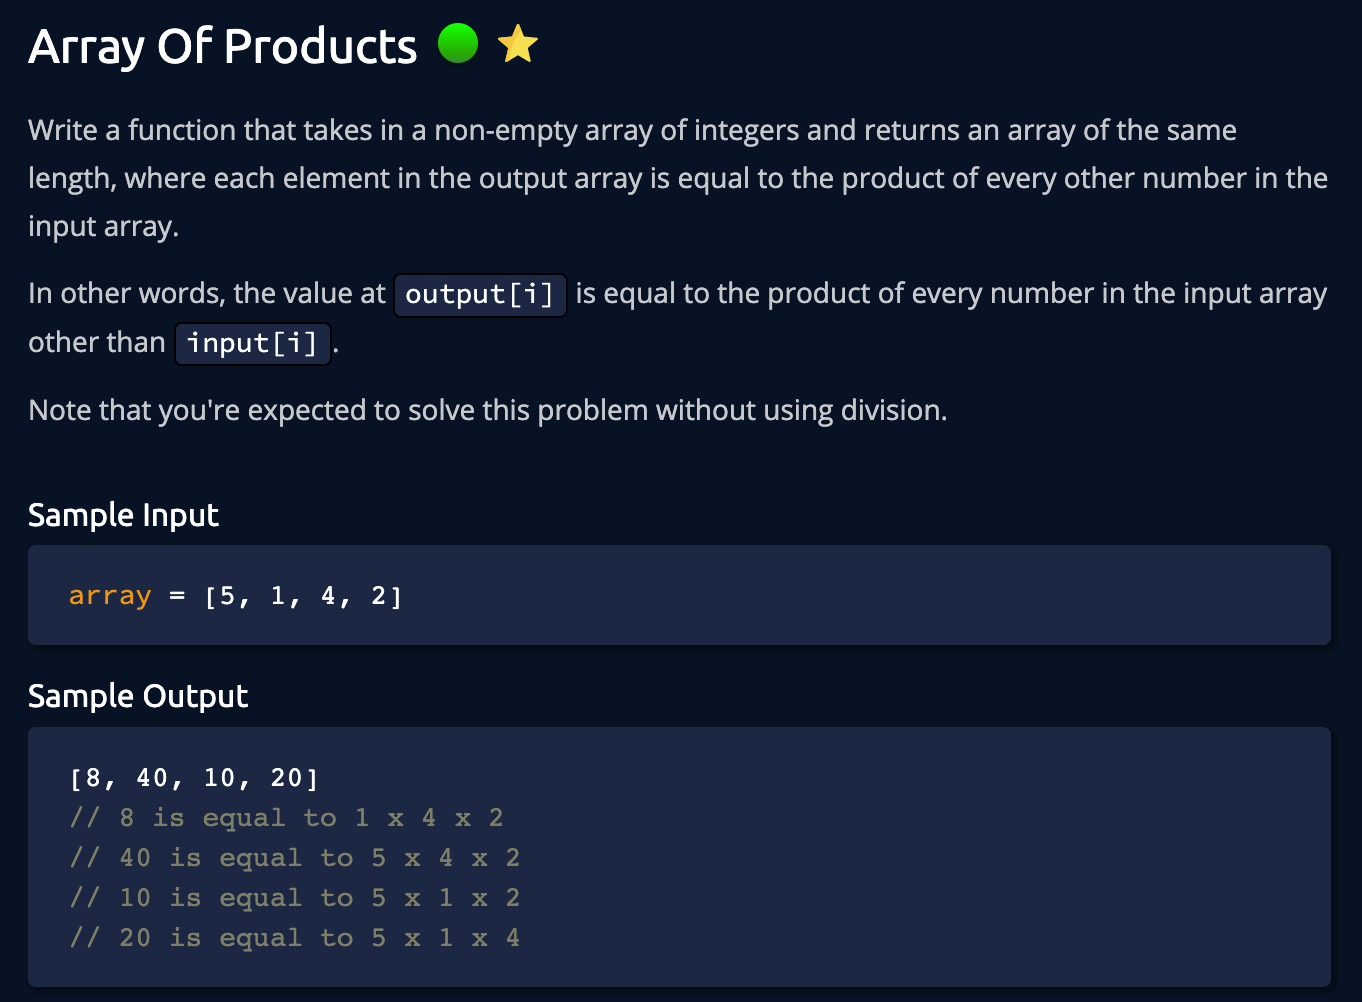 Array Of Products
Write a function that takes in a non-empty array of integers and returns an array of the same
length, where each element in the output array is equal to the product of every other number in the
input array.
In other words, the value at output[i] is equal to the product of every number in the input array
other than input[i].
Note that you're expected to solve this problem without using division.
Sample Input
array = [5, 1, 4, 2]
Sample Output
[8, 40, 10, 20]
// 8 is equal to 1 x 4 x 2
// 40 is equal to 5 x 4 x 2
// 10 is equal to 5 x 1 x 2
// 20 is equal to 5 x 1 x 4